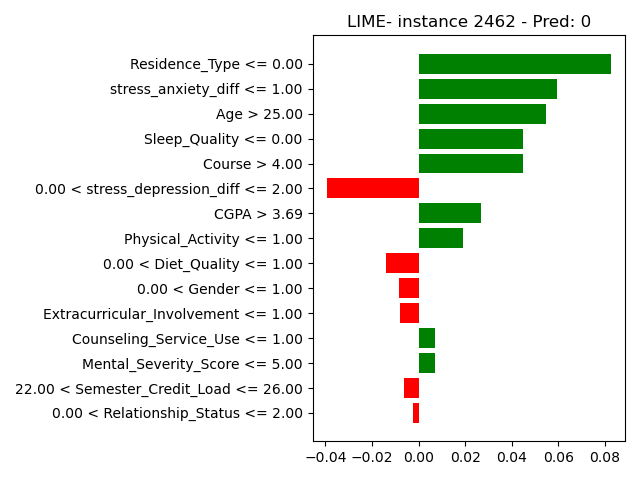 LIME- instance 2462 - Pred: 0
Residence_Type <= 0.00
stress_anxiety_diff <= 1.00
Age > 25.00
Sleep_Quality <= 0.00
Course > 4.00
0.00 < stress_depression_diff <= 2.00
CGPA > 3.69
Physical_Activity <= 1.00
0.00 < Diet_Quality <= 1.00
0.00 < Gender <= 1.00
Extracurricular_Involvement <= 1.00
Counseling_Service_Use <= 1.00
Mental_Severity_Score <= 5.00
22.00 < Semester_Credit_Load <= 26.00
0.00 < Relationship_Status <= 2.00
−0.04 −0.02 0.00 0.02 0.04 0.06 0.08